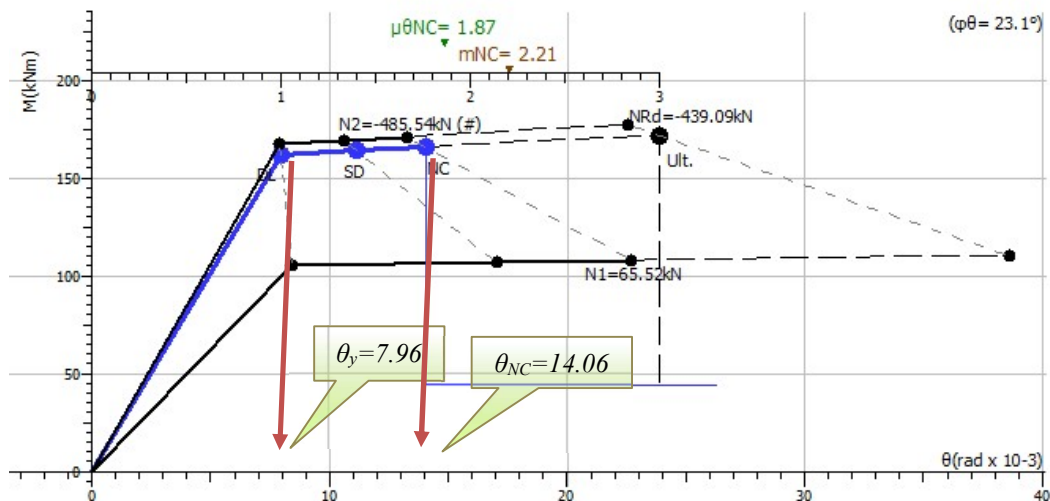 μθNC= 1.87
(φθ= 23.1°)
mNC= 2.21
M(kNm)
200
0
1
2
3
N2=-485.54kN (#)
NRd=-439.09kN
SD
NC
Ult.
150
100
N1=65.52kN
θy=7.96
θNC=14.06
50
0
θ(rad x 10-3)
0
10
20
30
40